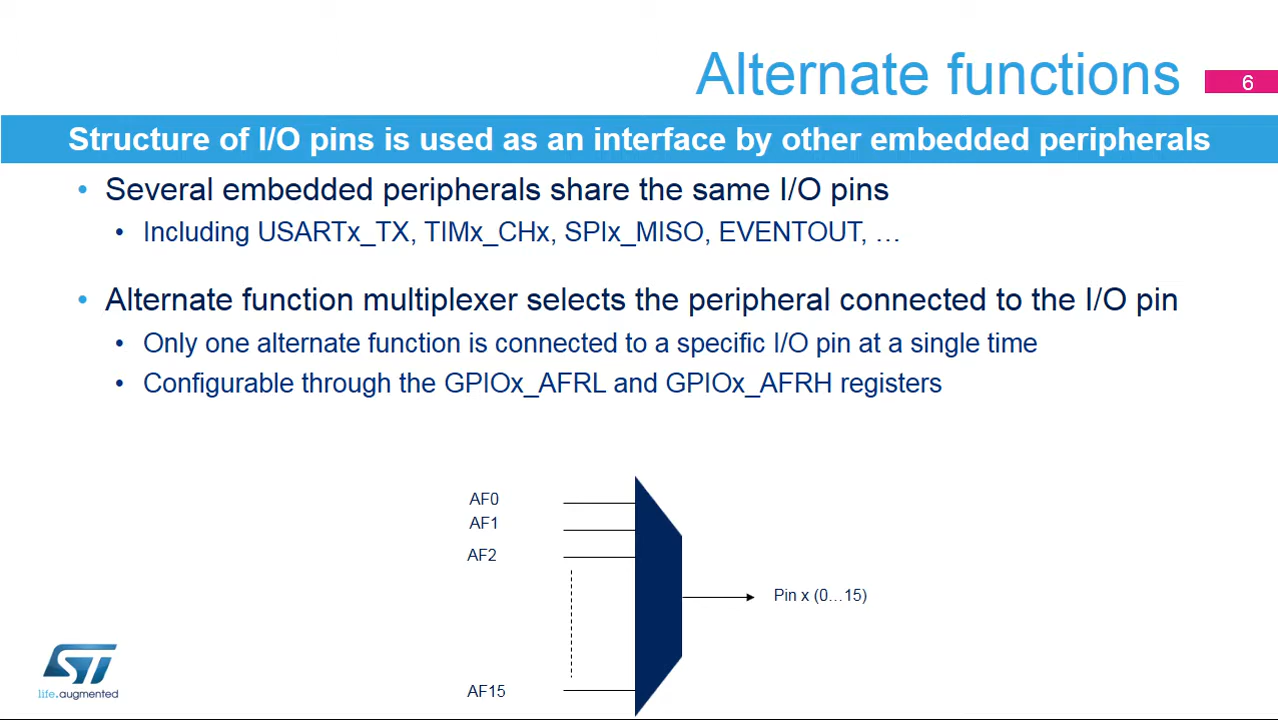 Alternate functions
6
Structure of I/O pins is used as an interface by other embedded peripherals
• Several embedded peripherals share the same I/O pins
• Including USARTx_TX, TIMx_CHx, SPIx_MISO, EVENTOUT, …
• Alternate function multiplexer selects the peripheral connected to the I/O pin
• Only one alternate function is connected to a specific I/O pin at a single time
• Configurable through the GPIOx_AFRL and GPIOx_AFRH registers
AF0
AF1
AF2
Pin x (0…15)
AF15
ST
life.augmented